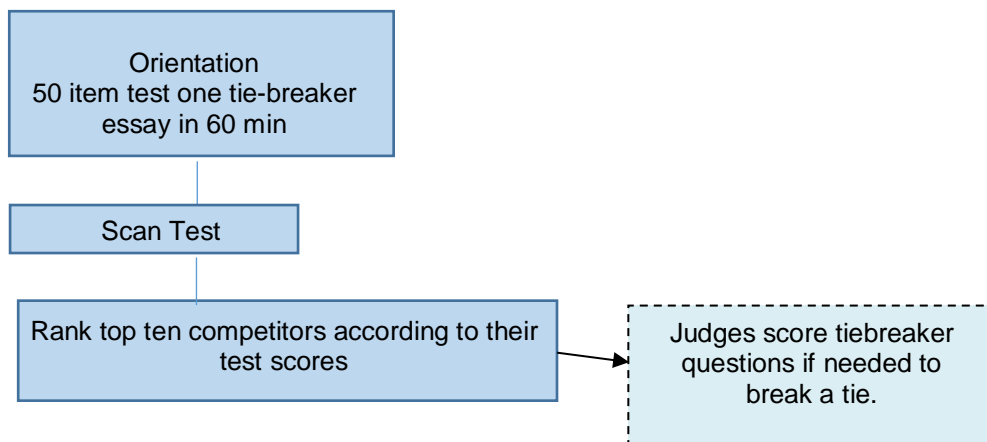 Orientation
50 item test one tie-breaker
essay in 60 min
Scan Test
Rank top ten competitors according to their
test scores
Judges score tiebreaker
questions if needed to
break a tie.